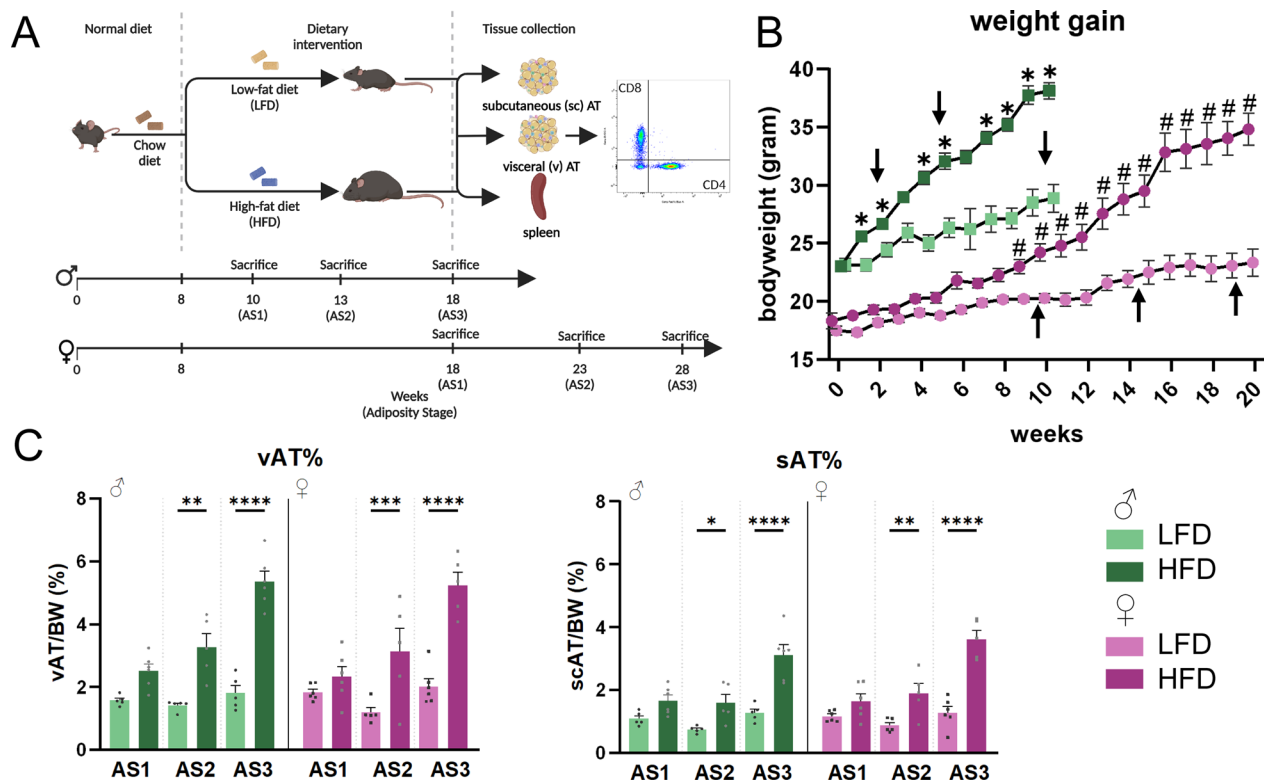 A
Normal diet
Dietary
intervention
Tissue collection
Chow
diet
Low-fat diet
(LFD)
High-fat diet
(HFD)
subcutaneous (sc) AT
visceral (v) AT
spleen
CD8
CD4
♂
Sacrifice
Sacrifice
Sacrifice
0
8
10
13
18
(AS1)
(AS2)
(AS3)
♀
Sacrifice
Sacrifice
Sacrifice
0
8
18
23
28
(AS1)
(AS2)
(AS3)
Weeks
(Adiposity Stage)
B
weight gain
bodyweight (gram)
40
35
30
25
20
15
* * * * * * * *
# # # # # # # # # # # #
0 2 4 6 8 10 12 14 16 18 20
weeks
C
vAT%
♂
♀
** **** *** ****
vAT/BW (%)
8
6
4
2
0
AS1 AS2 AS3 AS1 AS2 AS3
sAT%
♂
♀
* **** ** ****
scAT/BW (%)
8
6
4
2
0
AS1 AS2 AS3 AS1 AS2 AS3
♂
LFD
HFD
♀
LFD
HFD